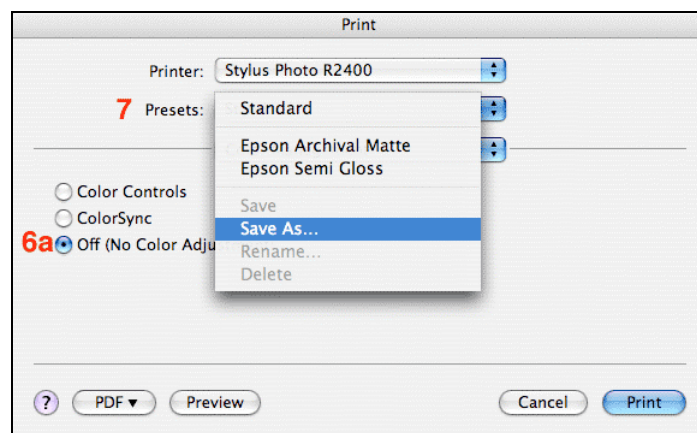 Print
Printer: Stylus Photo R2400
7 Presets: Standard
Epson Archival Matte
Epson Semi Gloss
Save
Save As...
Rename...
Delete
Color Controls
ColorSync
6a Off (No Color Adju
? PDF ▼ Preview Cancel Print